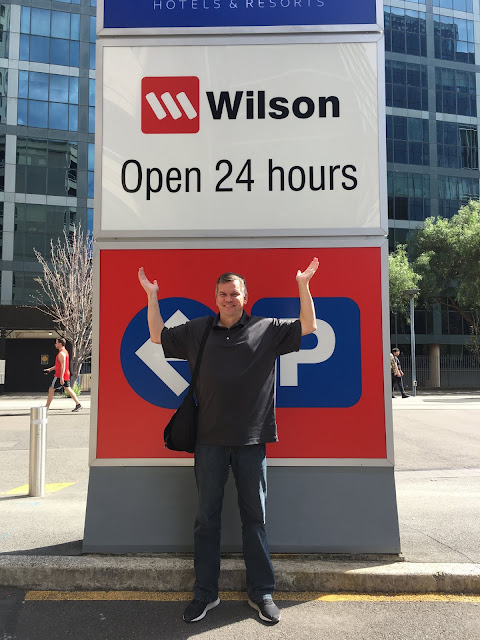 HOTELS & RESORTS
Wilson
Open 24 hours
P